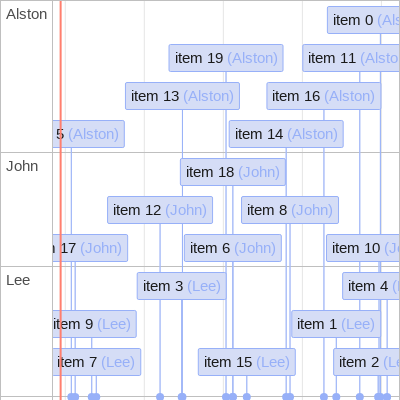 Alston
item 0 (Als
item 19 (Alston)
item 11 (Alsto
item 13 (Alston)
item 16 (Alston)
5 (Alston)
item 14 (Alston)
John
item 18 (John)
item 12 (John)
item 8 (John)
17 (John)
item 6 (John)
item 10 (Jo
Lee
item 3 (Lee)
item 4 (L
item 9 (Lee)
item 1 (Lee)
item 7 (Lee)
item 15 (Lee)
item 2 (Le